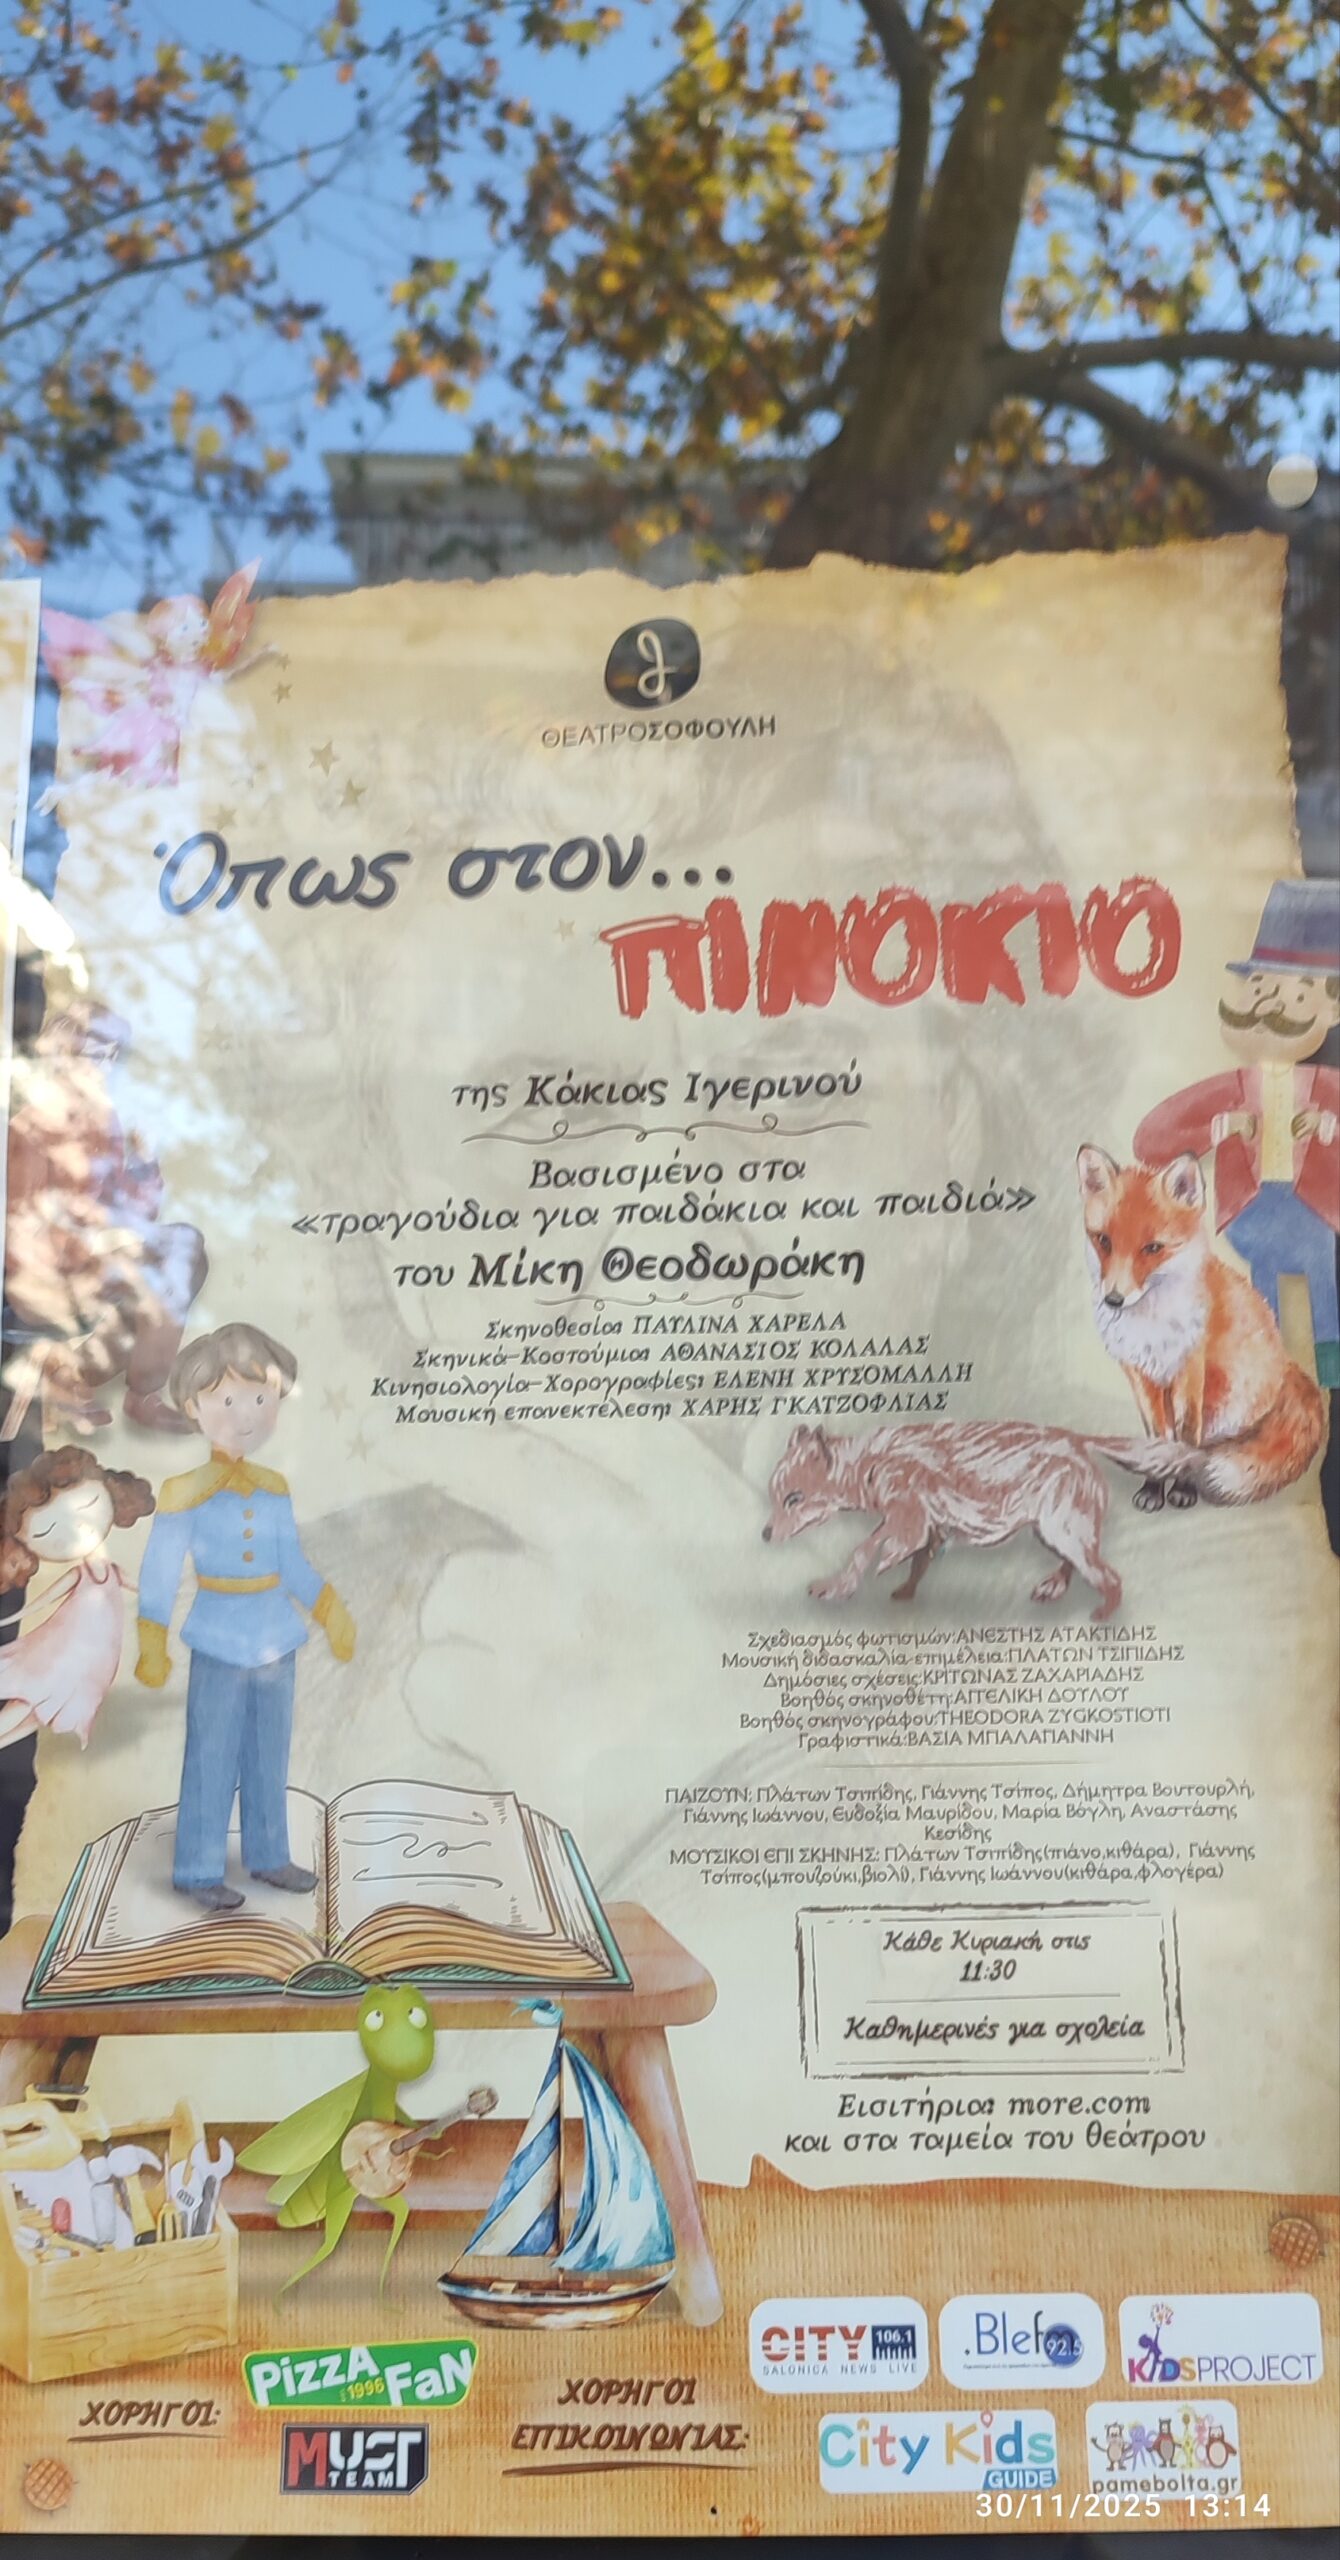 ΘΕΑΤΡΟΣΟΦΟΥΛΗ
Όπως στον...
ΠΙΝΟΚΙΟ
της Κάκιας Ιγερινού
Βασισμένο στα
«τραγούδια για παιδάκια και παιδιά»
του Μίκη Θεοδωράκη
Σκηνοθεσία: ΠΑΥΛΙΝΑ ΧΑΡΕΛΑ
Σκηνικά-Κοστούμια: ΑΘΑΝΑΣΙΟΣ ΚΟΛΑΛΑΣ
Κινησιολογία-Χορογραφίες: ΕΛΕΝΗ ΧΡΥΣΟΜΑΛΛΗ
Μουσική επανεκτέλεση: ΧΑΡΗΣ ΓΚΑΤΖΟΦΛΙΑΣ
Σχεδιασμός φωτισμών:ΑΝΕΣΤΗΣ ΑΤΑΚΤΙΔΗΣ
Μουσική διδασκαλία-επιμέλεια:ΠΛΑΤΩΝ ΤΣΙΠΙΔΗΣ
Δημόσιες σχέσεις:ΚΡΙΤΩΝΑΣ ΖΑΧΑΡΙΑΔΗΣ
Βοηθός σκηνοθέτη:ΑΓΓΕΛΙΚΗ ΔΟΥΛΟΥ
Βοηθός σκηνογράφου:THEODORA ZYGKOSTIOTI
Γραφιστικά:ΒΑΣΙΑ ΜΠΑΛΑΓΙΑΝΝΗ
ΠΑΙΖΟΥΝ: Πλάτων Τσιπίδης, Γιάννης Τσίπος, Δήμητρα Βουτουρλή,
Γιάννης Ιωάννου, Ευδοξία Μαυρίδου, Μαρία Βόγλη, Αναστάσης
Κεσίδης
ΜΟΥΣΙΚΟΙ ΕΠΙ ΣΚΗΝΗΣ: Πλάτων Τσιπίδης(πιάνο,κιθάρα), Γιάννης
Τσίπος(μπουζούκι,βιολί), Γιάννης Ιωάννου(κιθάρα,φλογέρα)
Κάθε Κυριακή στις
11:30
Καθημερινές για σχολεία
Εισιτήρια: more.com
και στα ταμεία του θεάτρου
ΧΟΡΗΓΟΙ:
PiZZA FaN
1996
MUST
TEAM
ΧΟΡΗΓΟΙ
ΕΠΙΚΟΙΝΩΝΙΑΣ:
CITY 106.1
SALONICA NEWS LIVE
.Blefm 92.5
KIDSPROJECT
City Kids
GUIDE
pamebolta.gr
30/11/2025 13:14